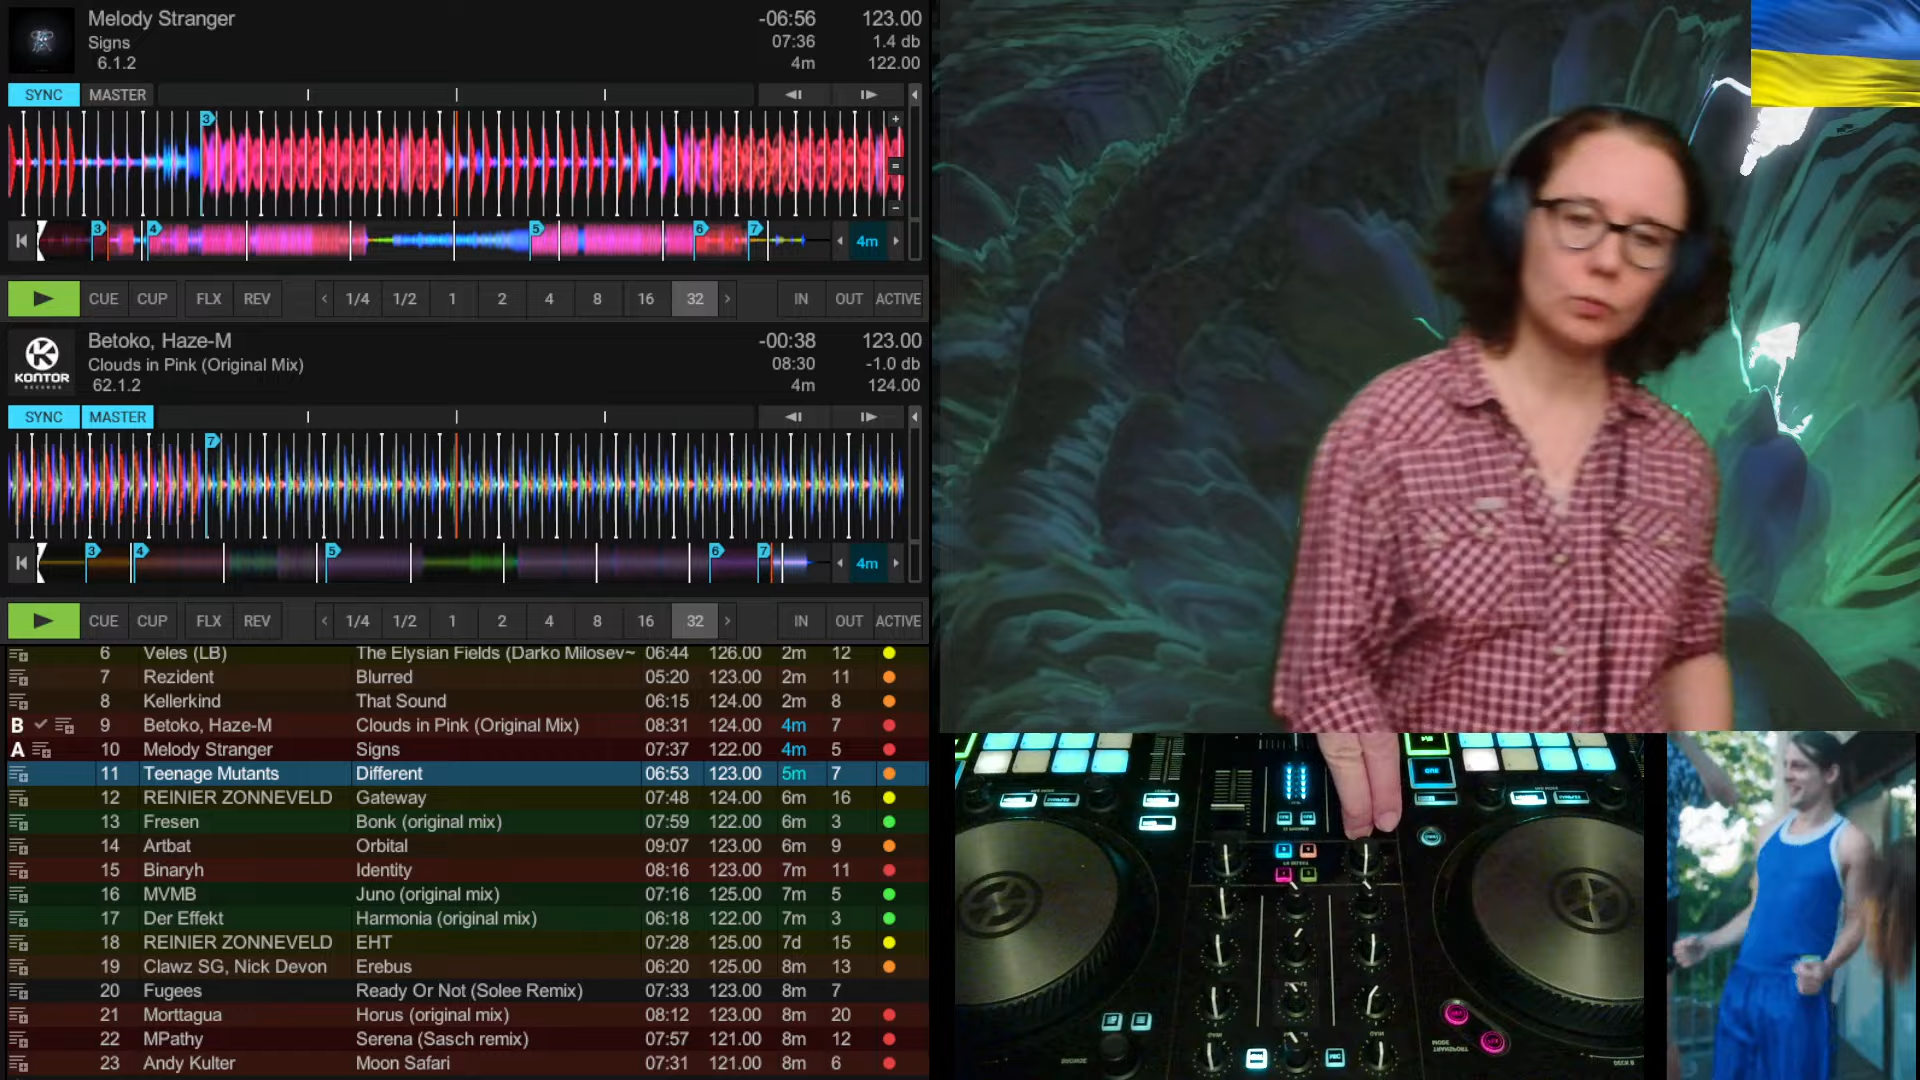 Melody Stranger -06:56 123.00
Signs 07:36 1.4 db
6.1.2 4m 122.00
SYNC MASTER
3
3 4 5 6 7 4m
CUE CUP FLX REV 1/4 1/2 1 2 4 8 16 32 IN OUT ACTIVE
KONTOR
RECORDS
Betoko, Haze-M -00:38 123.00
Clouds in Pink (Original Mix) 08:30 -1.0 db
62.1.2 4m 124.00
SYNC MASTER
7
3 4 5 6 7 4m
CUE CUP FLX REV 1/4 1/2 1 2 4 8 16 32 IN OUT ACTIVE
6 Veles (LB) The Elysian Fields (Darko Milosev~ 06:44 126.00 2m 12
7 Rezident Blurred 05:20 123.00 2m 11
8 Kellerkind That Sound 06:15 124.00 2m 8
B 9 Betoko, Haze-M Clouds in Pink (Original Mix) 08:31 124.00 4m 7
A 10 Melody Stranger Signs 07:37 122.00 4m 5
11 Teenage Mutants Different 06:53 123.00 5m 7
12 REINIER ZONNEVELD Gateway 07:48 124.00 6m 16
13 Fresen Bonk (original mix) 07:59 122.00 6m 3
14 Artbat Orbital 09:07 123.00 6m 9
15 Binaryh Identity 08:16 123.00 7m 11
16 MVMB Juno (original mix) 07:16 125.00 7m 5
17 Der Effekt Harmonia (original mix) 06:18 122.00 7m 3
18 REINIER ZONNEVELD EHT 07:28 125.00 7d 15
19 Clawz SG, Nick Devon Erebus 06:20 125.00 8m 13
20 Fugees Ready Or Not (Solee Remix) 07:33 123.00 8m 7
21 Morttagua Horus (original mix) 08:12 123.00 8m 20
22 MPathy Serena (Sasch remix) 07:57 121.00 8m 12
23 Andy Kulter Moon Safari 07:31 121.00 8m 6